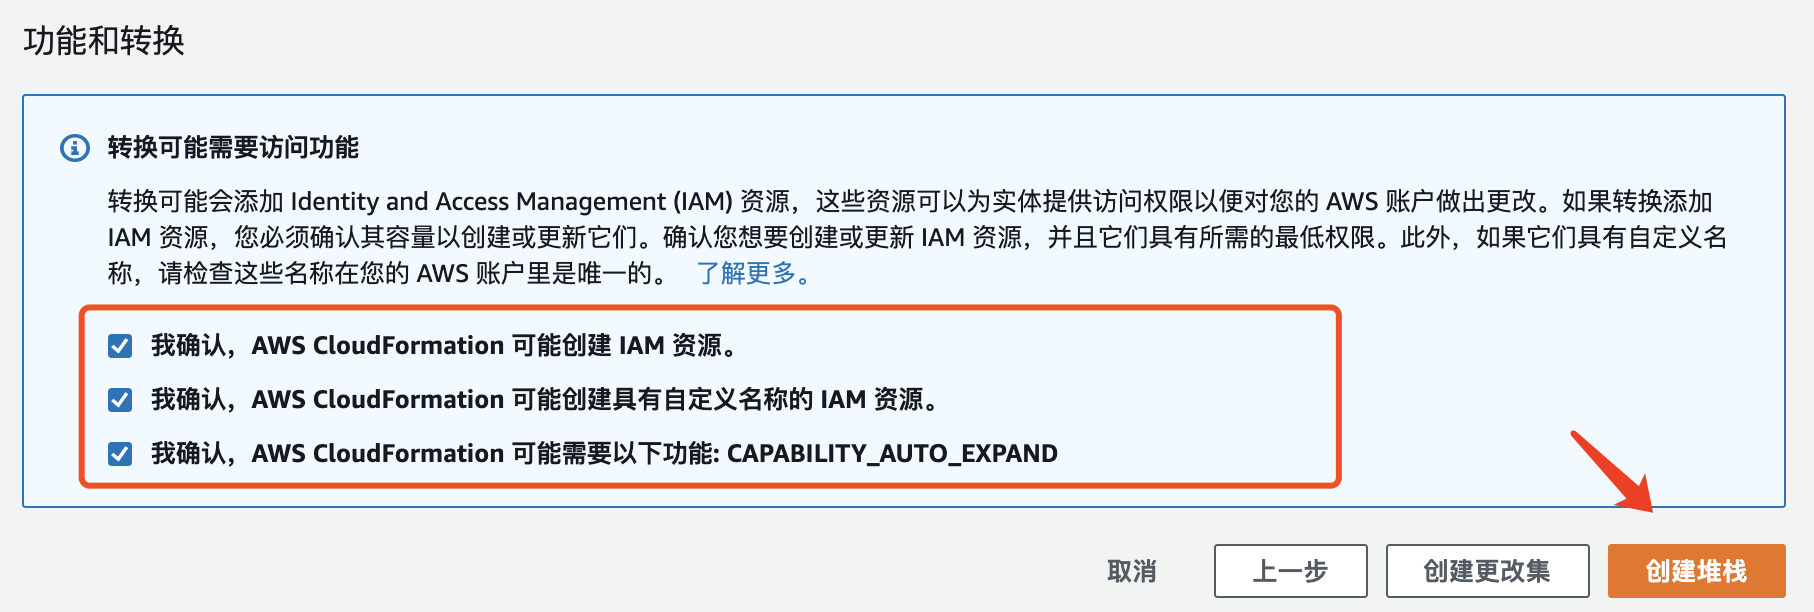 功能和转换
转换可能需要访问功能
转换可能会添加 Identity and Access Management (IAM) 资源，这些资源可以为实体提供访问权限以便对您的 AWS 账户做出更改。如果转换添加
IAM 资源，您必须确认其容量以创建或更新它们。确认您想要创建或更新 IAM 资源，并且它们具有所需的最低权限。此外，如果它们具有自定义名
称，请检查这些名称在您的 AWS 账户里是唯一的。 了解更多。
我确认，AWS CloudFormation 可能创建 IAM 资源。
我确认，AWS CloudFormation 可能创建具有自定义名称的 IAM 资源。
我确认，AWS CloudFormation 可能需要以下功能: CAPABILITY_AUTO_EXPAND
取消 上一步 创建更改集 创建堆栈